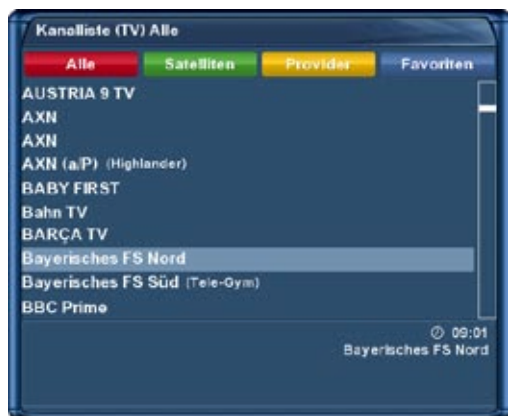 Kanalliste (TV) Alle
Alle Satelliten Provider Favoriten
AUSTRIA 9 TV
AXN
AXN
AXN (a/P) (Highlander)
BABY FIRST
Bahn TV
BARÇA TV
Bayerisches FS Nord
Bayerisches FS Süd (Tele-Gym)
BBC Prime
09:01
Bayerisches FS Nord